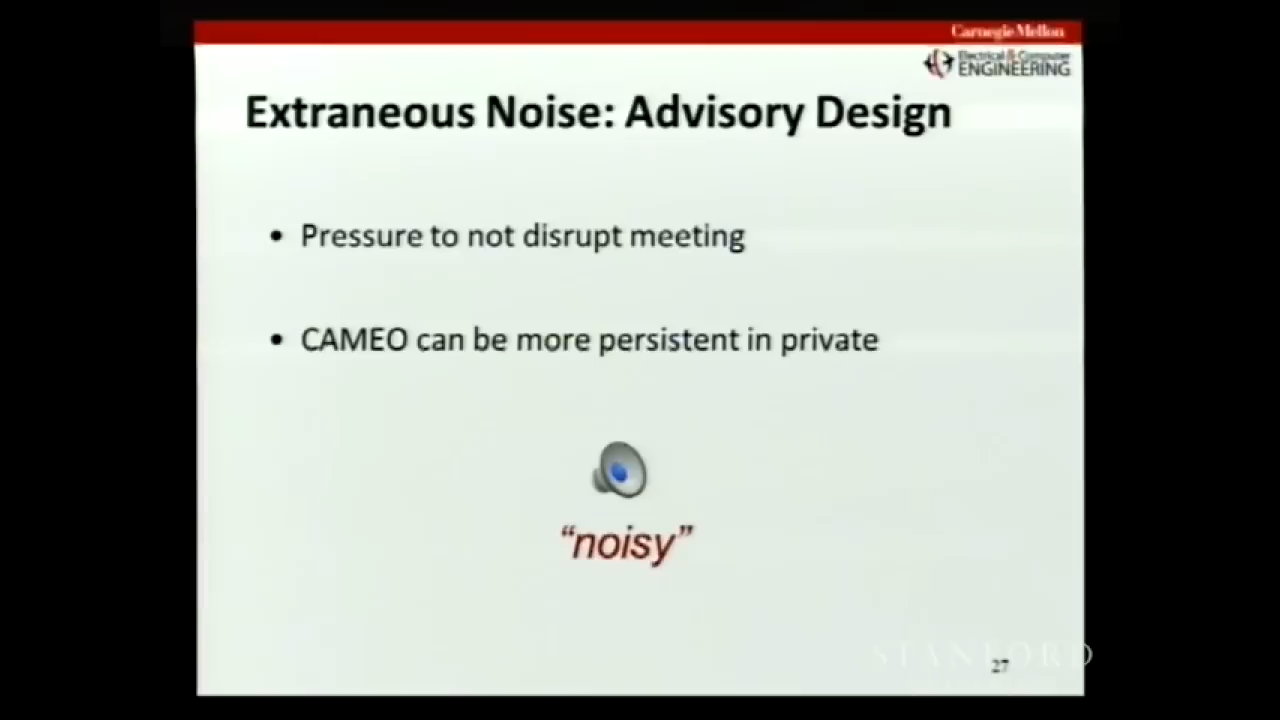 Carnegie Mellon
Electrical & Computer
ENGINEERING
Extraneous Noise: Advisory Design
• Pressure to not disrupt meeting
• CAMEO can be more persistent in private
“noisy”
STANFORD
27